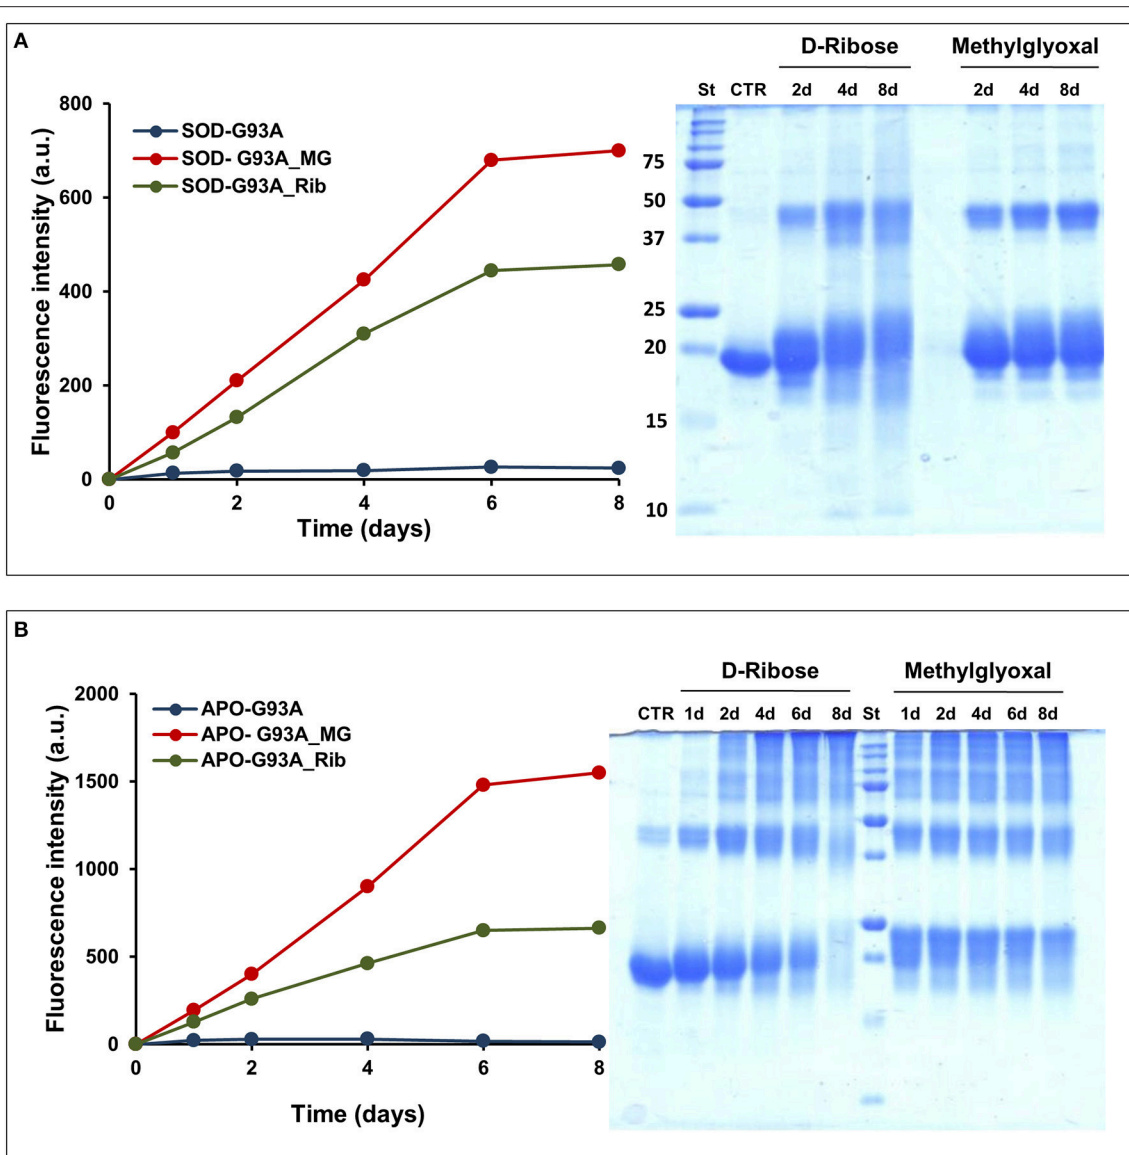 A
D-Ribose Methylglyoxal
St CTR 2d 4d 8d 2d 4d 8d
800
600
400
200
0
Fluorescence intensity (a.u.)
SOD-G93A
SOD- G93A_MG
SOD-G93A_Rib
0 2 4 6 8
Time (days)
75
50
37
25
20
15
10
B
D-Ribose Methylglyoxal
CTR 1d 2d 4d 6d 8d St 1d 2d 4d 6d 8d
2000
1500
1000
500
0
Fluorescence intensity (a.u.)
APO-G93A
APO- G93A_MG
APO-G93A_Rib
0 2 4 6 8
Time (days)